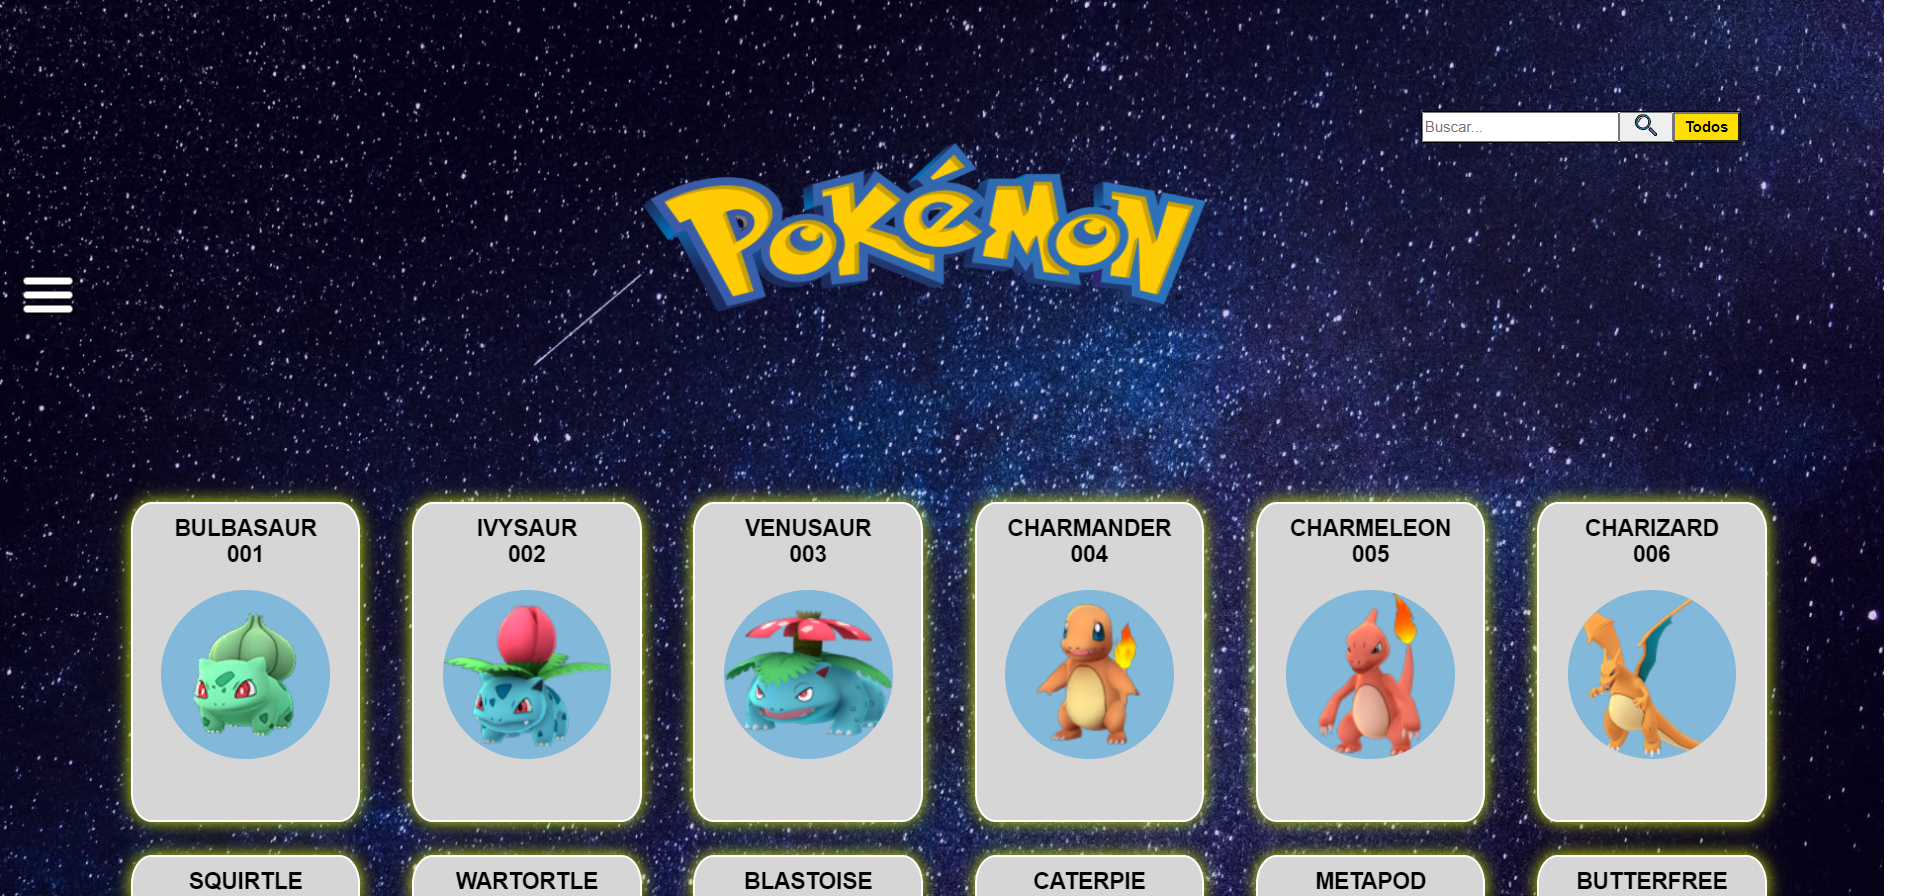 Buscar...
Todos
POKéMON
BULBASAUR
001
IVYSAUR
002
VENUSAUR
003
CHARMANDER
004
CHARMELEON
005
CHARIZARD
006
SQUIRTLE
WARTORTLE
BLASTOISE
CATERPIE
METAPOD
BUTTERFREE